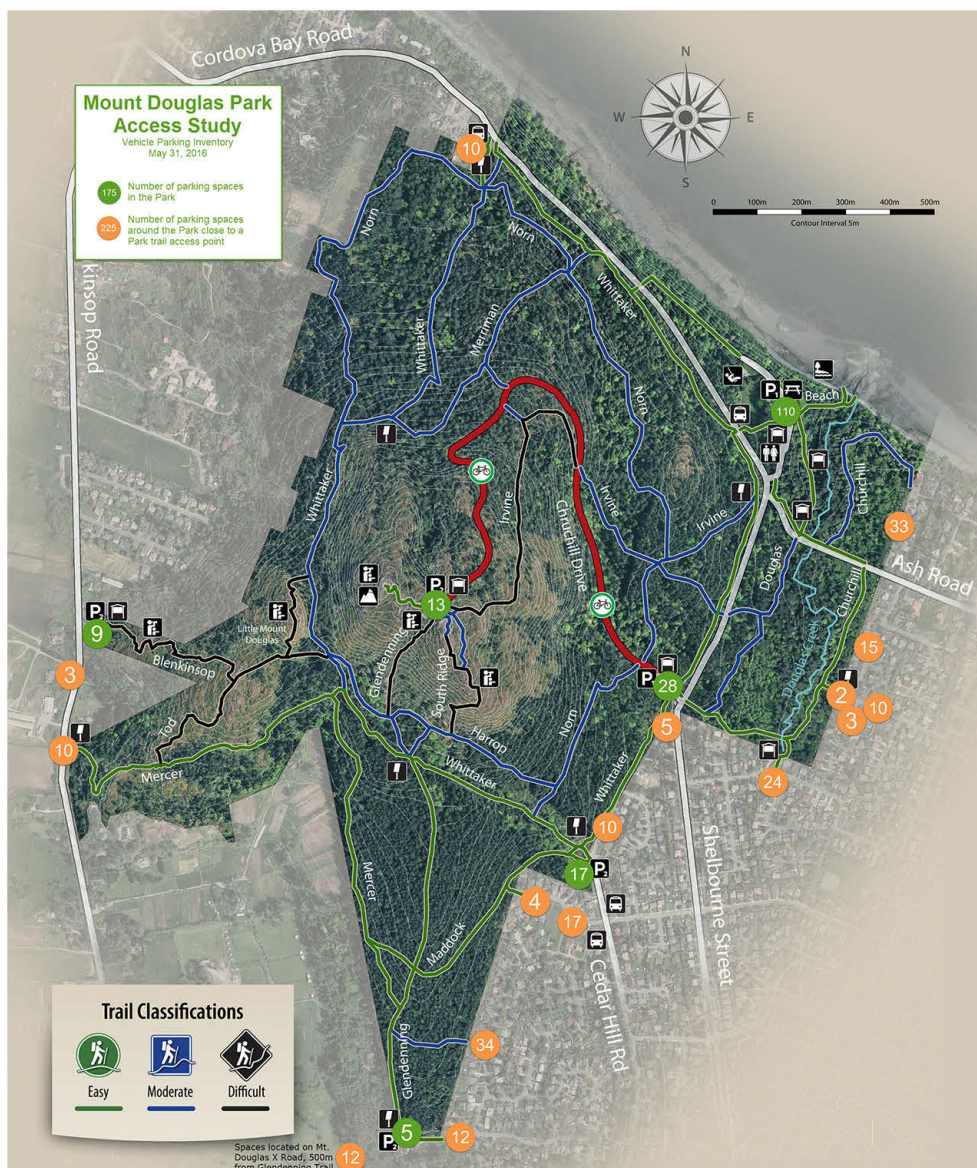 Cordova Bay Road
Mount Douglas Park
Access Study
Vehicle Parking Inventory
May 31, 2016
175
Number of parking spaces
in the Park
225
Number of parking spaces
around the Park close to a
Park trail access point
N
W
E
S
0
100m
200m
300m
400m
500m
Contour Interval 5m
10
Norn
Norn
Whittaker
kinsop Road
Whittaker
Merriman
Norn
P1
110
Beach
Whittaker
Irvine
Irvine
Irvine
Churchill
33
Ash Road
Chruchill Drive
Douglas
Churchill
Douglas Creek
P2
13
P2
9
Little Mount
Douglas
Blenkinsop
Glendenning
South Ridge
15
3
Tod
P
28
2
10
3
5
10
Mercer
Harrop
Norn
Whittaker
Whittaker
24
10
Shelbourne Street
17
P2
Mercer
4
17
Maddock
Cedar Hill Rd
Trail Classifications
Easy
Moderate
Difficult
Glendenning
34
5
P2
12
Spaces located on Mt.
Douglas X Road, 500m
from Glendenning Trail
12